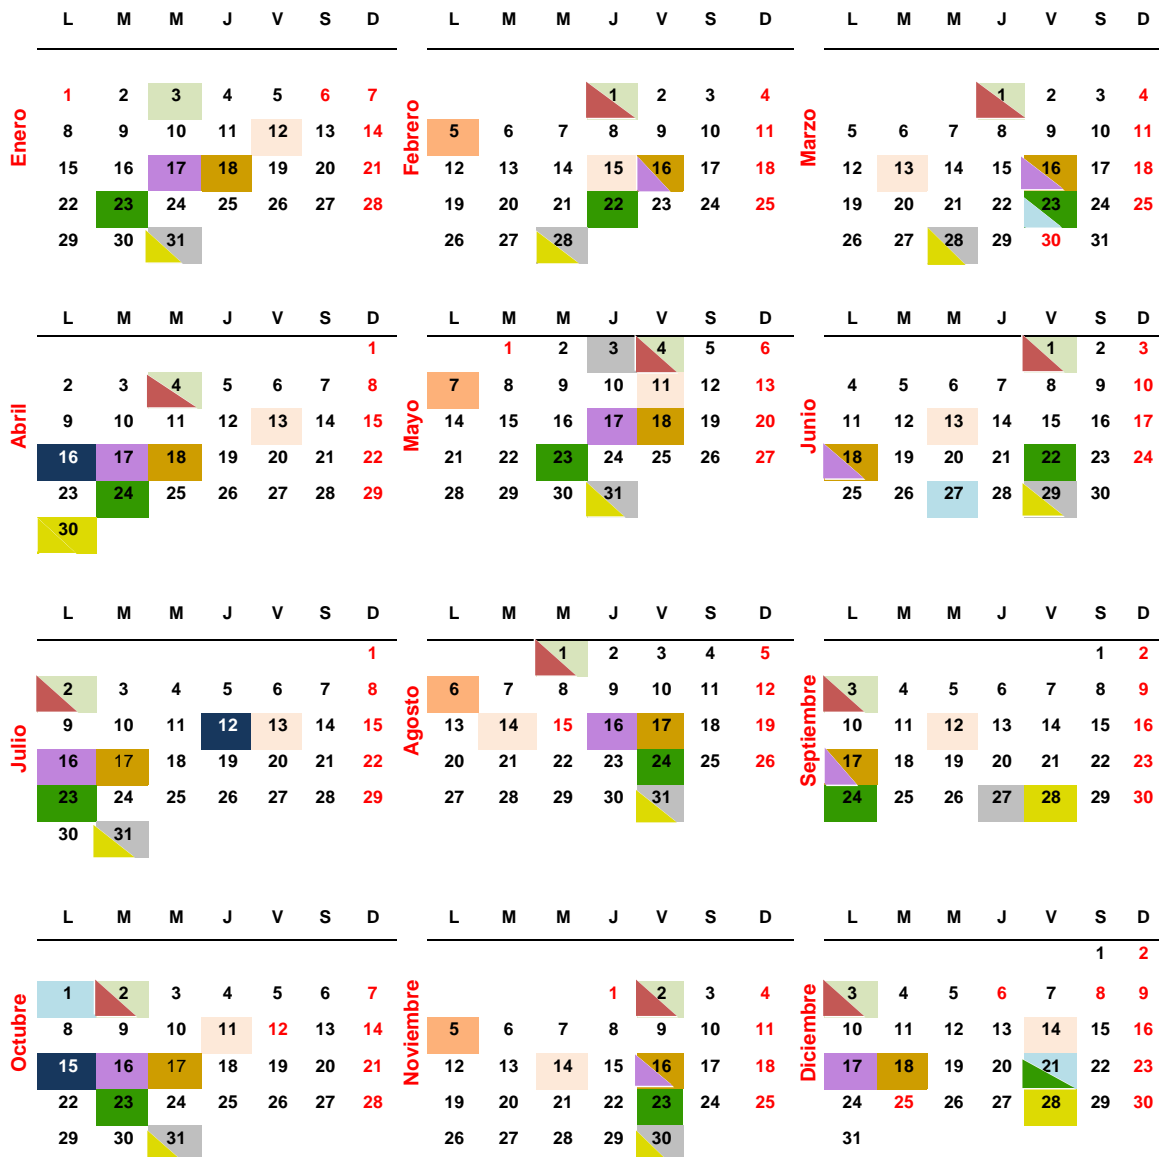 L M M J V S D
L M M J V S D
L M M J V S D
Enero
1 2 3 4 5 6 7
8 9 10 11 12 13 14
15 16 17 18 19 20 21
22 23 24 25 26 27 28
29 30 31
Febrero
1 2 3 4
5 6 7 8 9 10 11
12 13 14 15 16 17 18
19 20 21 22 23 24 25
26 27 28
Marzo
1 2 3 4
5 6 7 8 9 10 11
12 13 14 15 16 17 18
19 20 21 22 23 24 25
26 27 28 29 30 31
L M M J V S D
L M M J V S D
L M M J V S D
Abril
1
2 3 4 5 6 7 8
9 10 11 12 13 14 15
16 17 18 19 20 21 22
23 24 25 26 27 28 29
30
Mayo
1 2 3 4 5 6
7 8 9 10 11 12 13
14 15 16 17 18 19 20
21 22 23 24 25 26 27
28 29 30 31
Junio
1 2 3
4 5 6 7 8 9 10
11 12 13 14 15 16 17
18 19 20 21 22 23 24
25 26 27 28 29 30
L M M J V S D
L M M J V S D
L M M J V S D
Julio
1
2 3 4 5 6 7 8
9 10 11 12 13 14 15
16 17 18 19 20 21 22
23 24 25 26 27 28 29
30 31
Agosto
1 2 3 4 5
6 7 8 9 10 11 12
13 14 15 16 17 18 19
20 21 22 23 24 25 26
27 28 29 30 31
Septiembre
1 2
3 4 5 6 7 8 9
10 11 12 13 14 15 16
17 18 19 20 21 22 23
24 25 26 27 28 29 30
L M M J V S D
L M M J V S D
L M M J V S D
Octubre
1 2 3 4 5 6 7
8 9 10 11 12 13 14
15 16 17 18 19 20 21
22 23 24 25 26 27 28
29 30 31
Noviembre
1 2 3 4
5 6 7 8 9 10 11
12 13 14 15 16 17 18
19 20 21 22 23 24 25
26 27 28 29 30
Diciembre
1 2
3 4 5 6 7 8 9
10 11 12 13 14 15 16
17 18 19 20 21 22 23
24 25 26 27 28 29 30
31